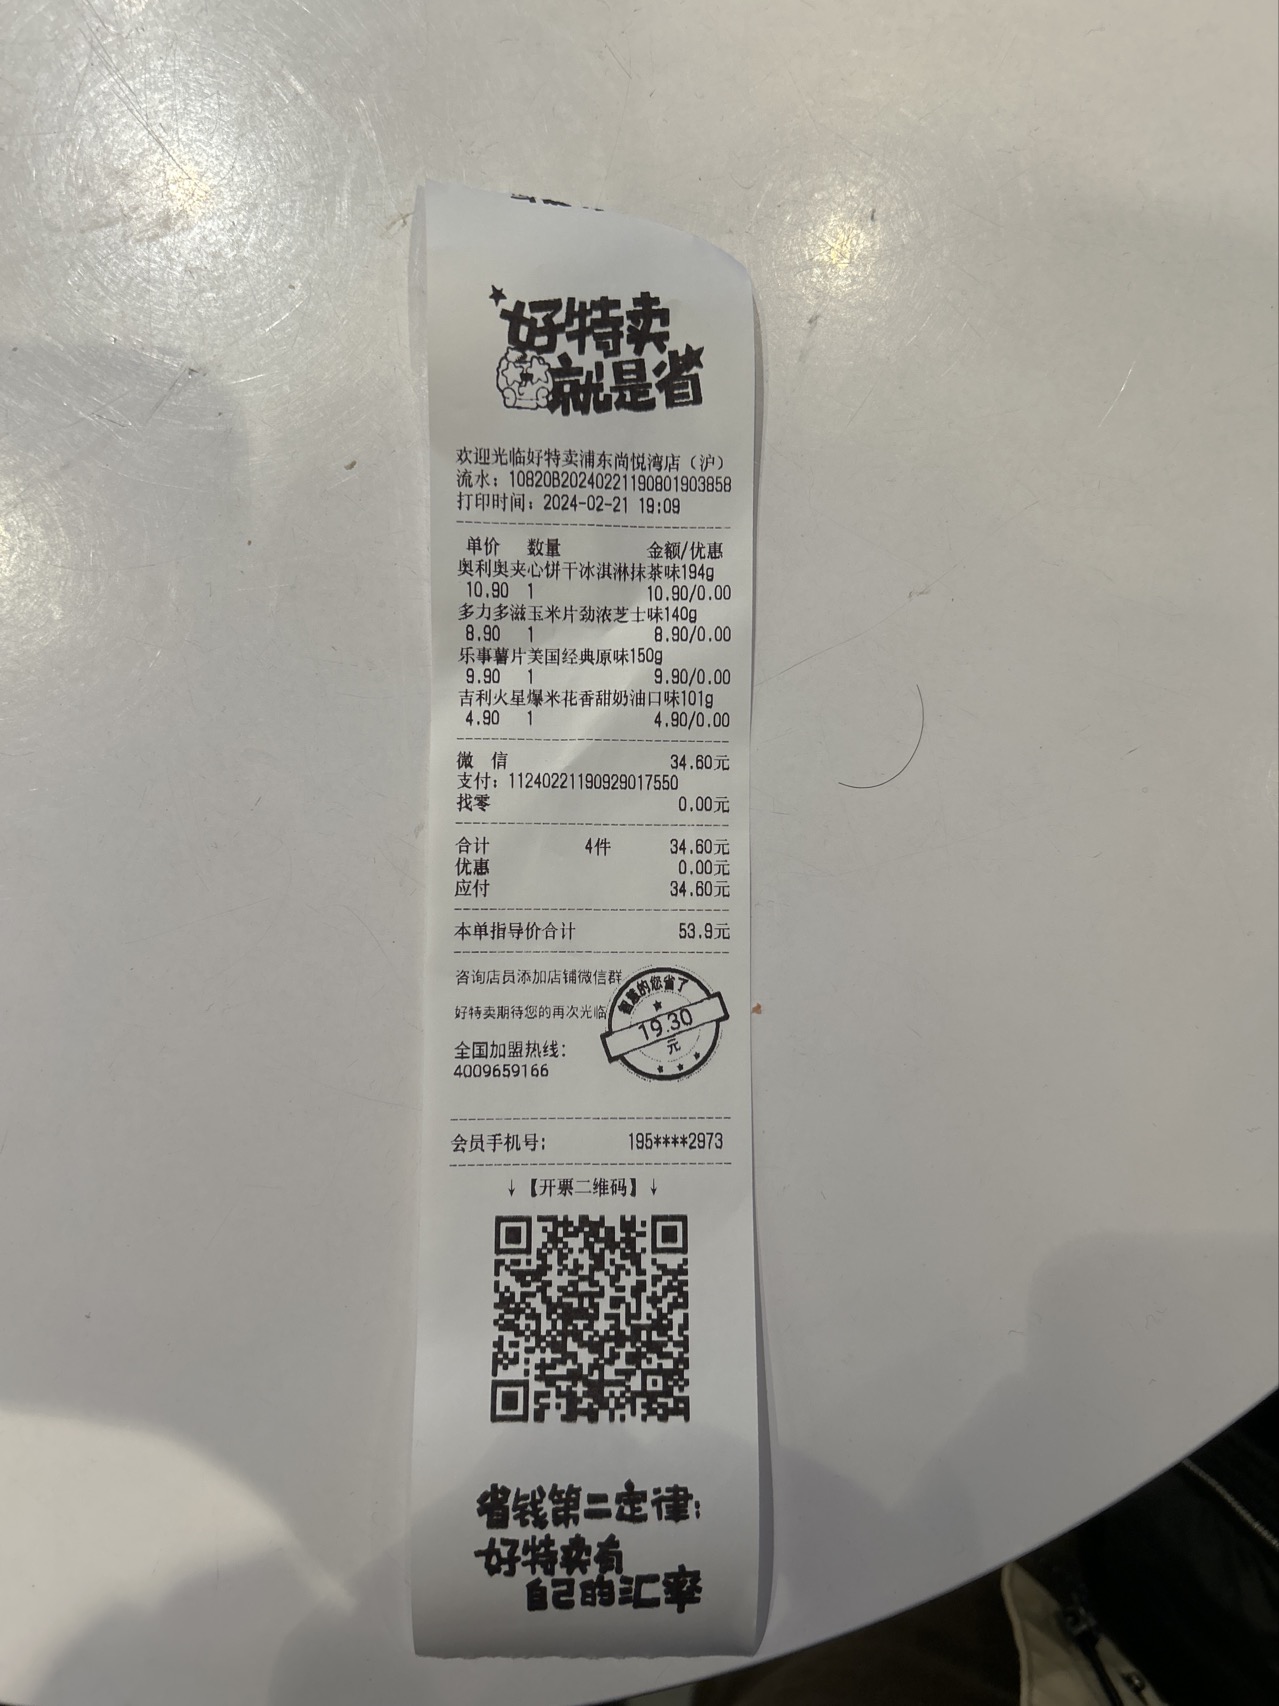 好特卖
就是省
欢迎光临好特卖浦东尚悦湾店（沪）
流水：10820B202402211908019038​58
打印时间：2024-02-21 19:09
单价 数量 金额/优惠
奥利奥夹心饼干冰淇淋抹茶味194g
10.90 1 10.90/0.00
多力多滋玉米片劲浓芝士味140g
8.90 1 8.90/0.00
乐事薯片美国经典原味150g
9.90 1 9.90/0.00
吉利火星爆米花香甜奶油口味101g
4.90 1 4.90/0.00
微 信 34.60元
支付：11240221190929017550
找零 0.00元
合计 4件 34.60元
优惠 0.00元
应付 34.60元
本单指导价合计 53.9元
咨询店员添加店铺微信群
好特卖期待您的再次光临
智慧的您省了
19.30
元
全国加盟热线：
4009659166
会员手机号： 195****2973
↓【开票二维码】↓
省钱第二定律：
好特卖有
自己的汇率